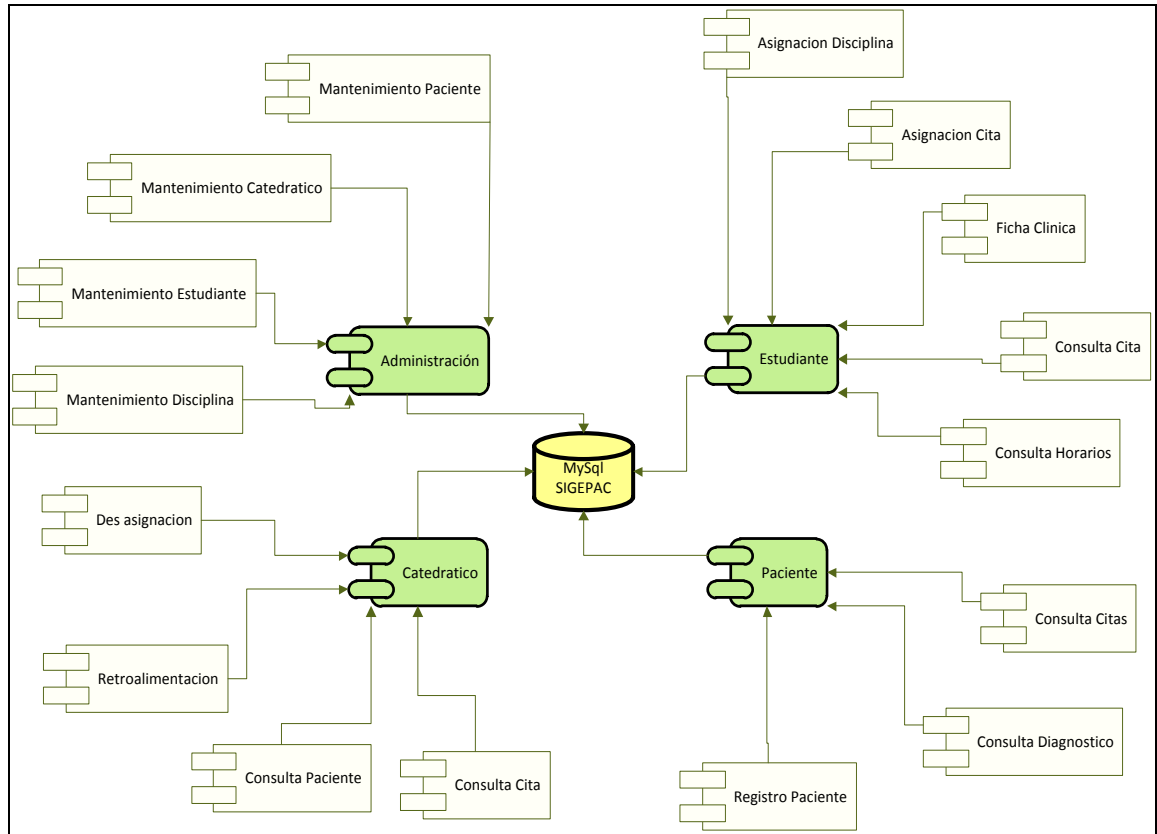 Asignacion Disciplina
Mantenimiento Paciente
Asignacion Cita
Mantenimiento Catedratico
Ficha Clinica
Mantenimiento Estudiante
Administración
Estudiante
Consulta Cita
Mantenimiento Disciplina
Consulta Horarios
MySql
SIGEPAC
Des asignacion
Catedratico
Paciente
Consulta Citas
Retroalimentacion
Consulta Diagnostico
Consulta Paciente
Consulta Cita
Registro Paciente